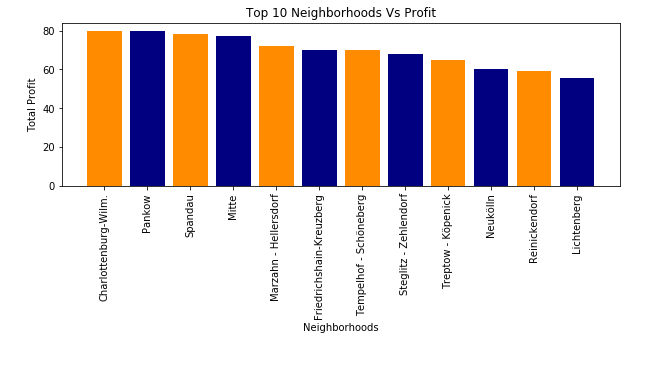 Top 10 Neighborhoods Vs Profit
Total Profit
80
60
40
20
0
Charlottenburg-Wilm.
Pankow
Spandau
Mitte
Marzahn - Hellersdorf
Friedrichshain-Kreuzberg
Tempelhof - Schöneberg
Steglitz - Zehlendorf
Treptow - Köpenick
Neukölln
Reinickendorf
Lichtenberg
Neighborhoods